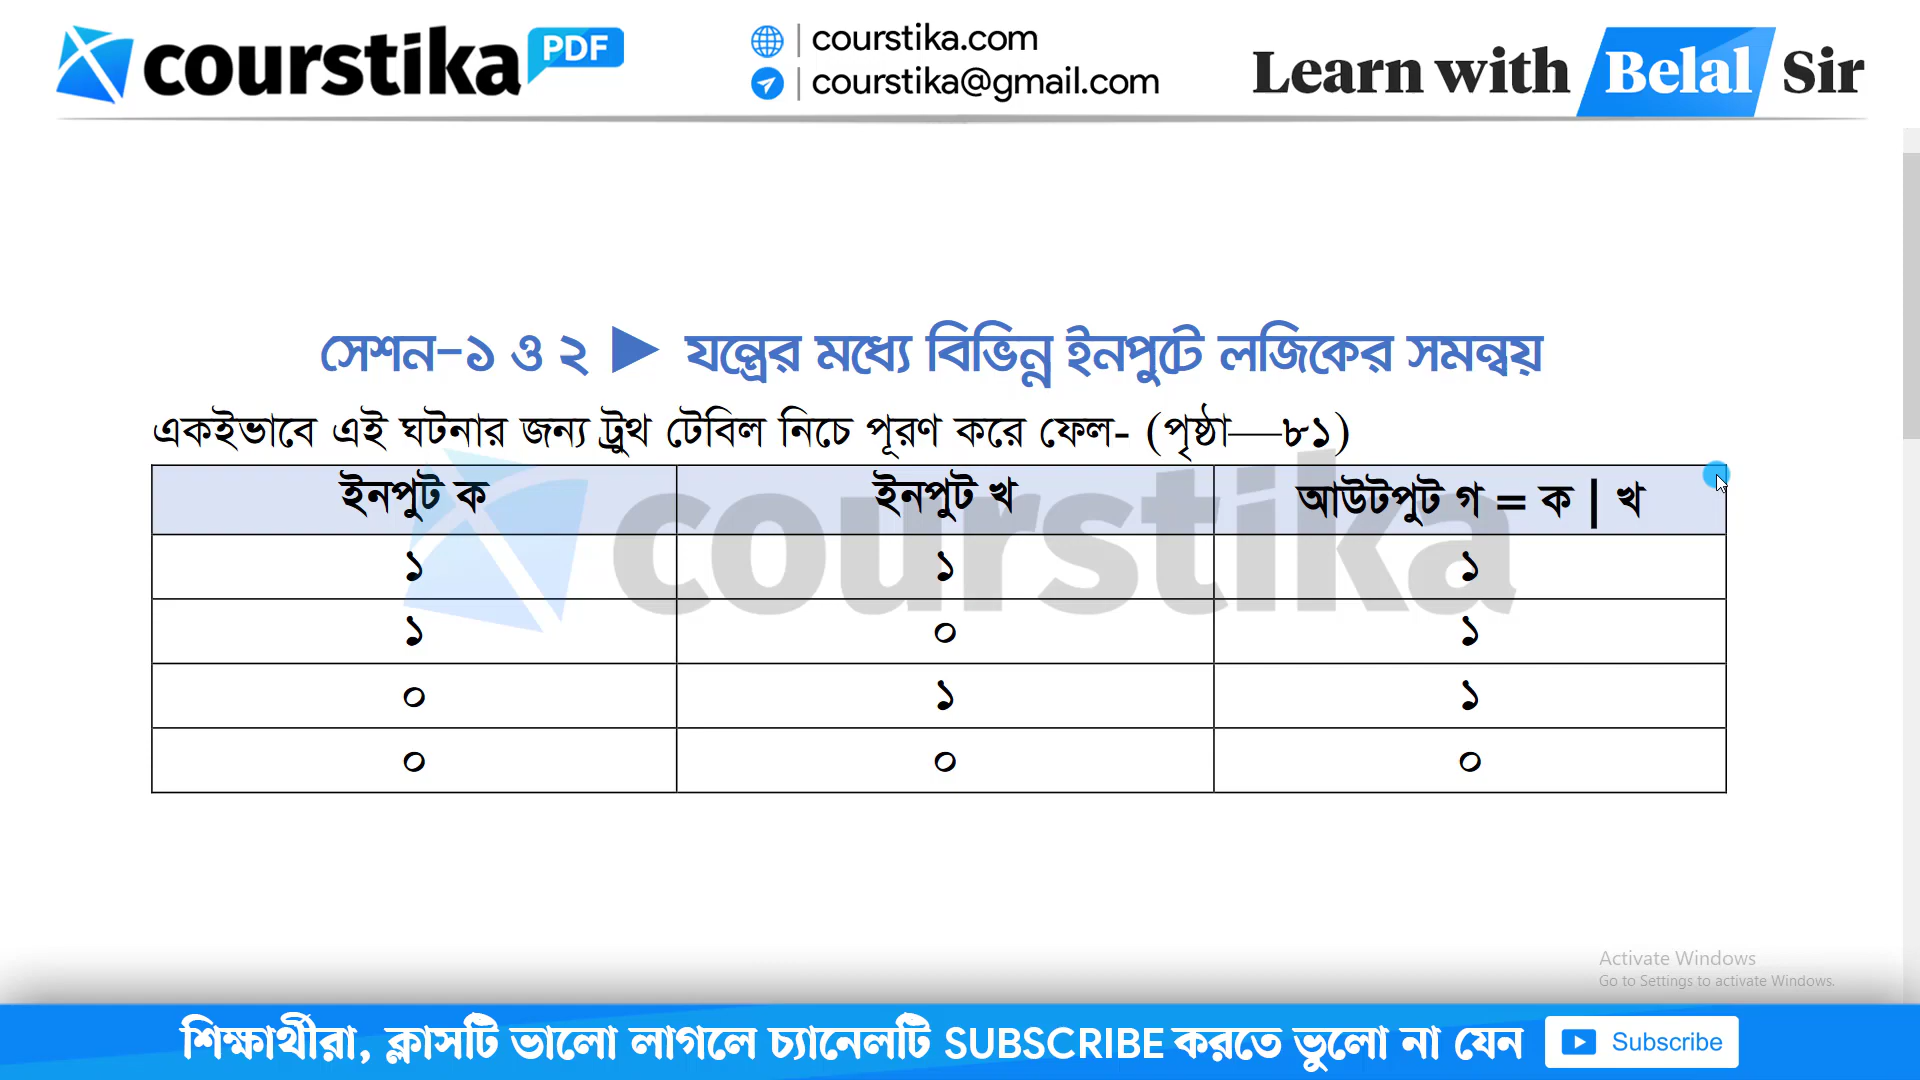 courstika PDF
courstika.com
courstika@gmail.com
Learn with Belal Sir
সেশন-১ ও ২ ► যন্ত্রের মধ্যে বিভিন্ন ইনপুটে লজিকের সমন্বয়
একইভাবে এই ঘটনার জন্য ট্রুথ টেবিল নিচে পূরণ করে ফেল- (পৃষ্ঠা—৮১)
ইনপুট ক ইনপুট খ আউটপুট গ = ক | খ
১ ১ ১
১ ০ ১
০ ১ ১
০ ০ ০
courstika
Activate Windows
Go to Settings to activate Windows.
শিক্ষার্থীরা, ক্লাসটি ভালো লাগলে চ্যানেলটি SUBSCRIBE করতে ভুলো না যেন Subscribe